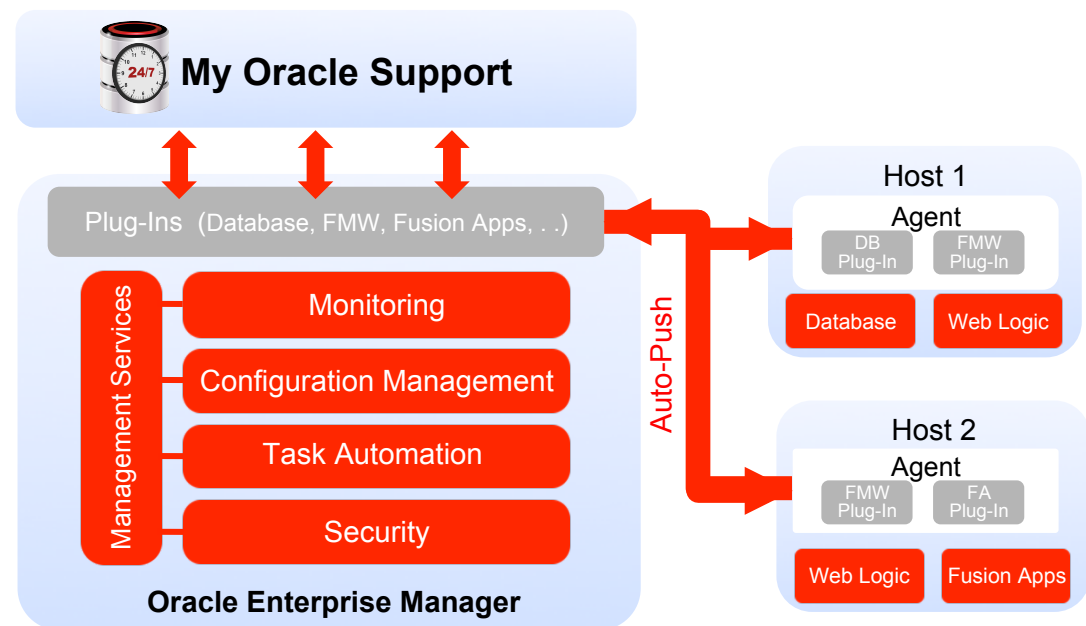 24/7
My Oracle Support
Plug-Ins (Database, FMW, Fusion Apps, . .)
Management Services
Monitoring
Configuration Management
Task Automation
Security
Oracle Enterprise Manager
Auto-Push
Host 1
Agent
DB
Plug-In
FMW
Plug-In
Database
Web Logic
Host 2
Agent
FMW
Plug-In
FA
Plug-In
Web Logic
Fusion Apps